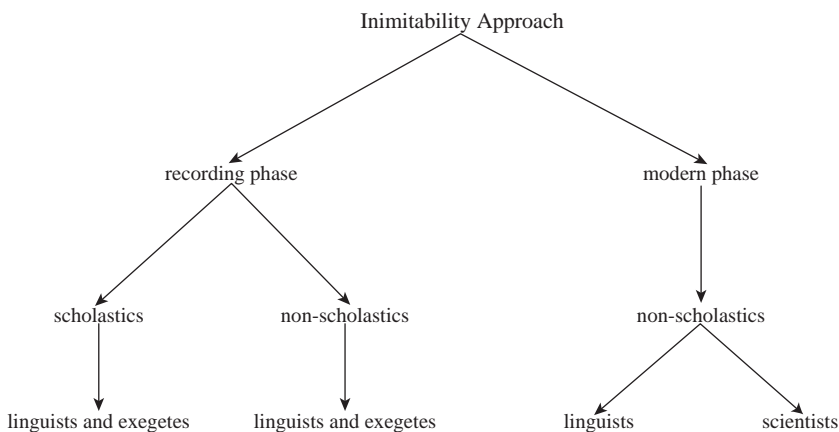 Inimitability Approach
recording phase
modern phase
scholastics
non-scholastics
non-scholastics
linguists and exegetes
linguists and exegetes
linguists
scientists